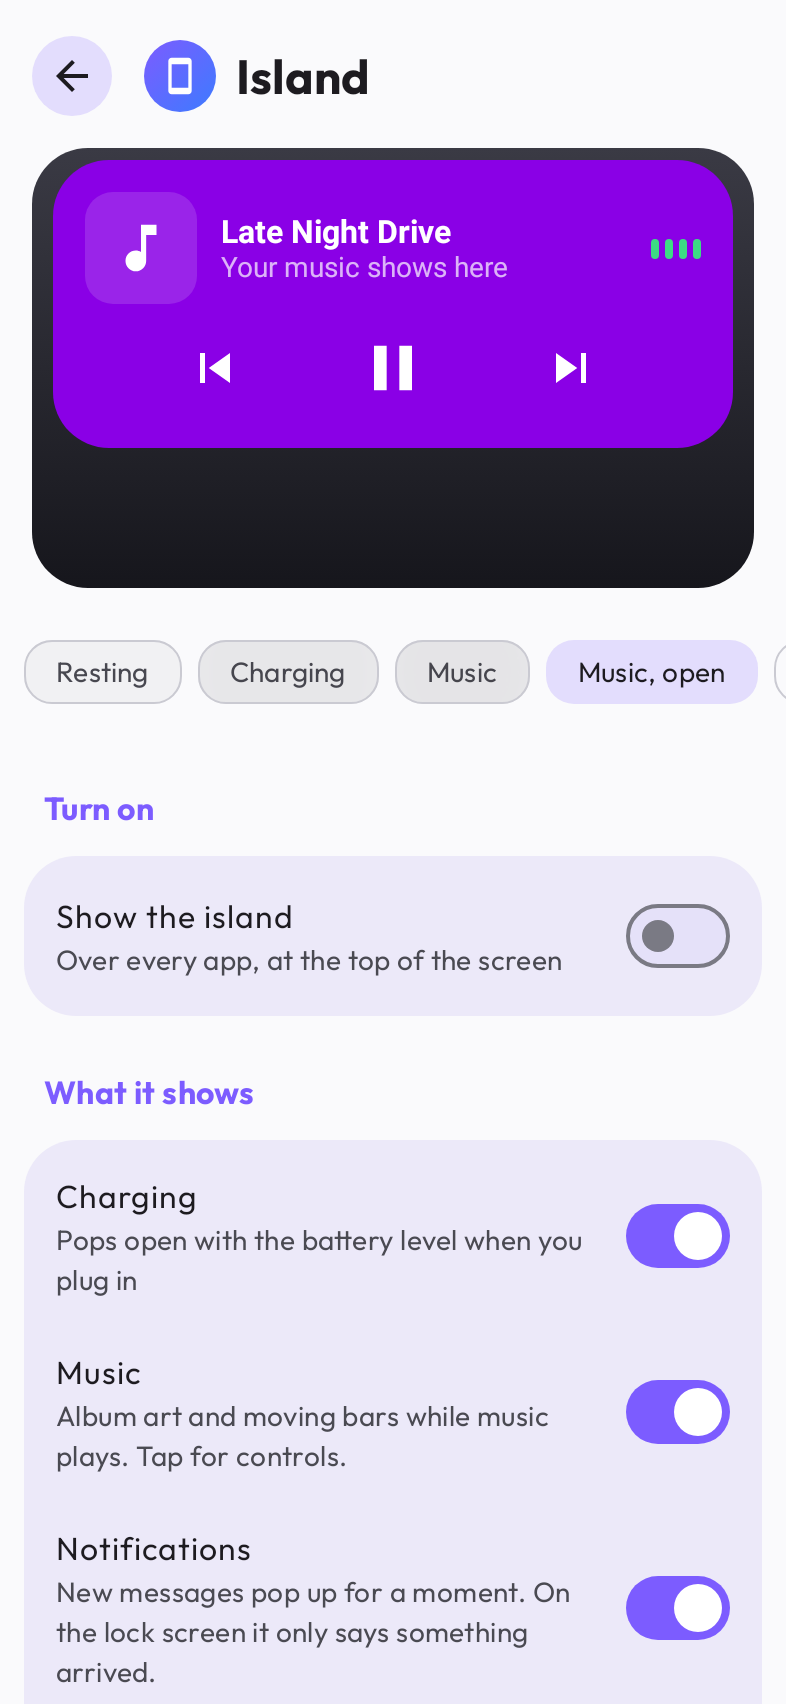 Island
Late Night Drive
Your music shows here
Resting
Charging
Music
Music, open
Turn on
Show the island
Over every app, at the top of the screen
What it shows
Charging
Pops open with the battery level when you
plug in
Music
Album art and moving bars while music
plays. Tap for controls.
Notifications
New messages pop up for a moment. On
the lock screen it only says something
arrived.